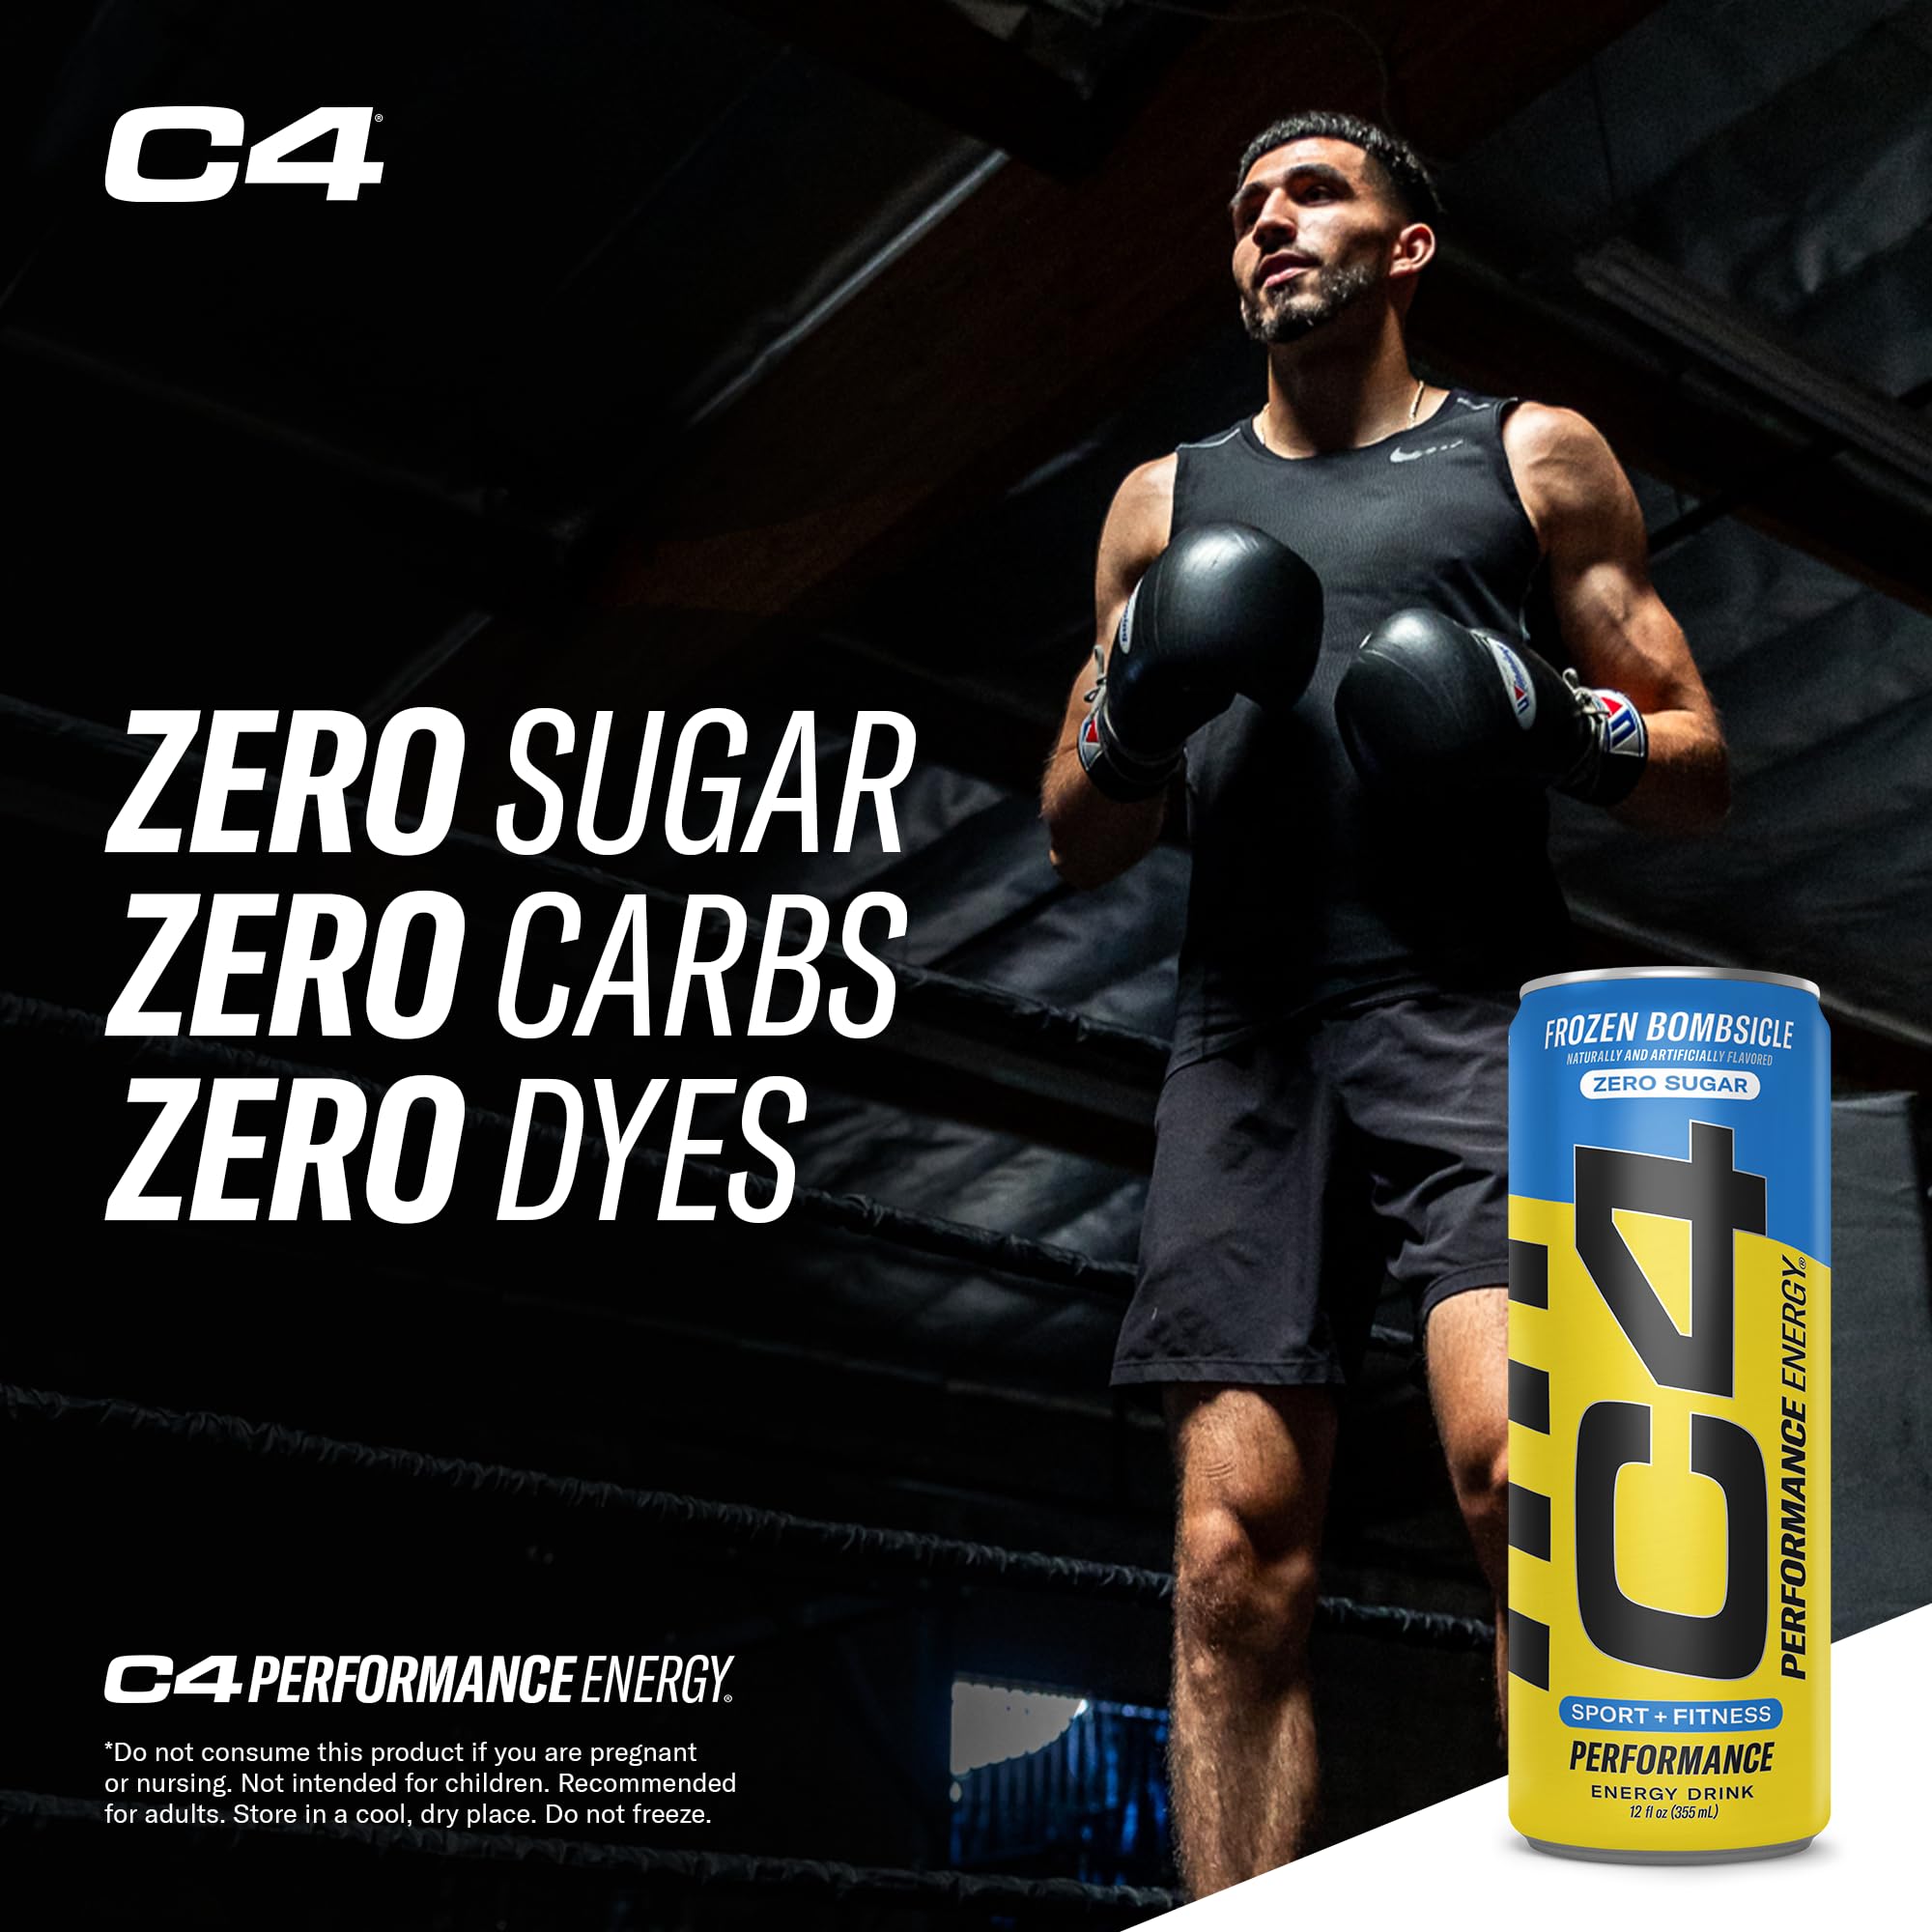 C4®
ZERO SUGAR
ZERO CARBS
ZERO DYES
FROZEN BOMBSICLE
NATURALLY AND ARTIFICIALLY FLAVORED
ZERO SUGAR
C4
PERFORMANCE ENERGY®
SPORT + FITNESS
PERFORMANCE
ENERGY DRINK
12 fl oz (355 mL)
C4 PERFORMANCE ENERGY®
*Do not consume this product if you are pregnant
or nursing. Not intended for children. Recommended
for adults. Store in a cool, dry place. Do not freeze.